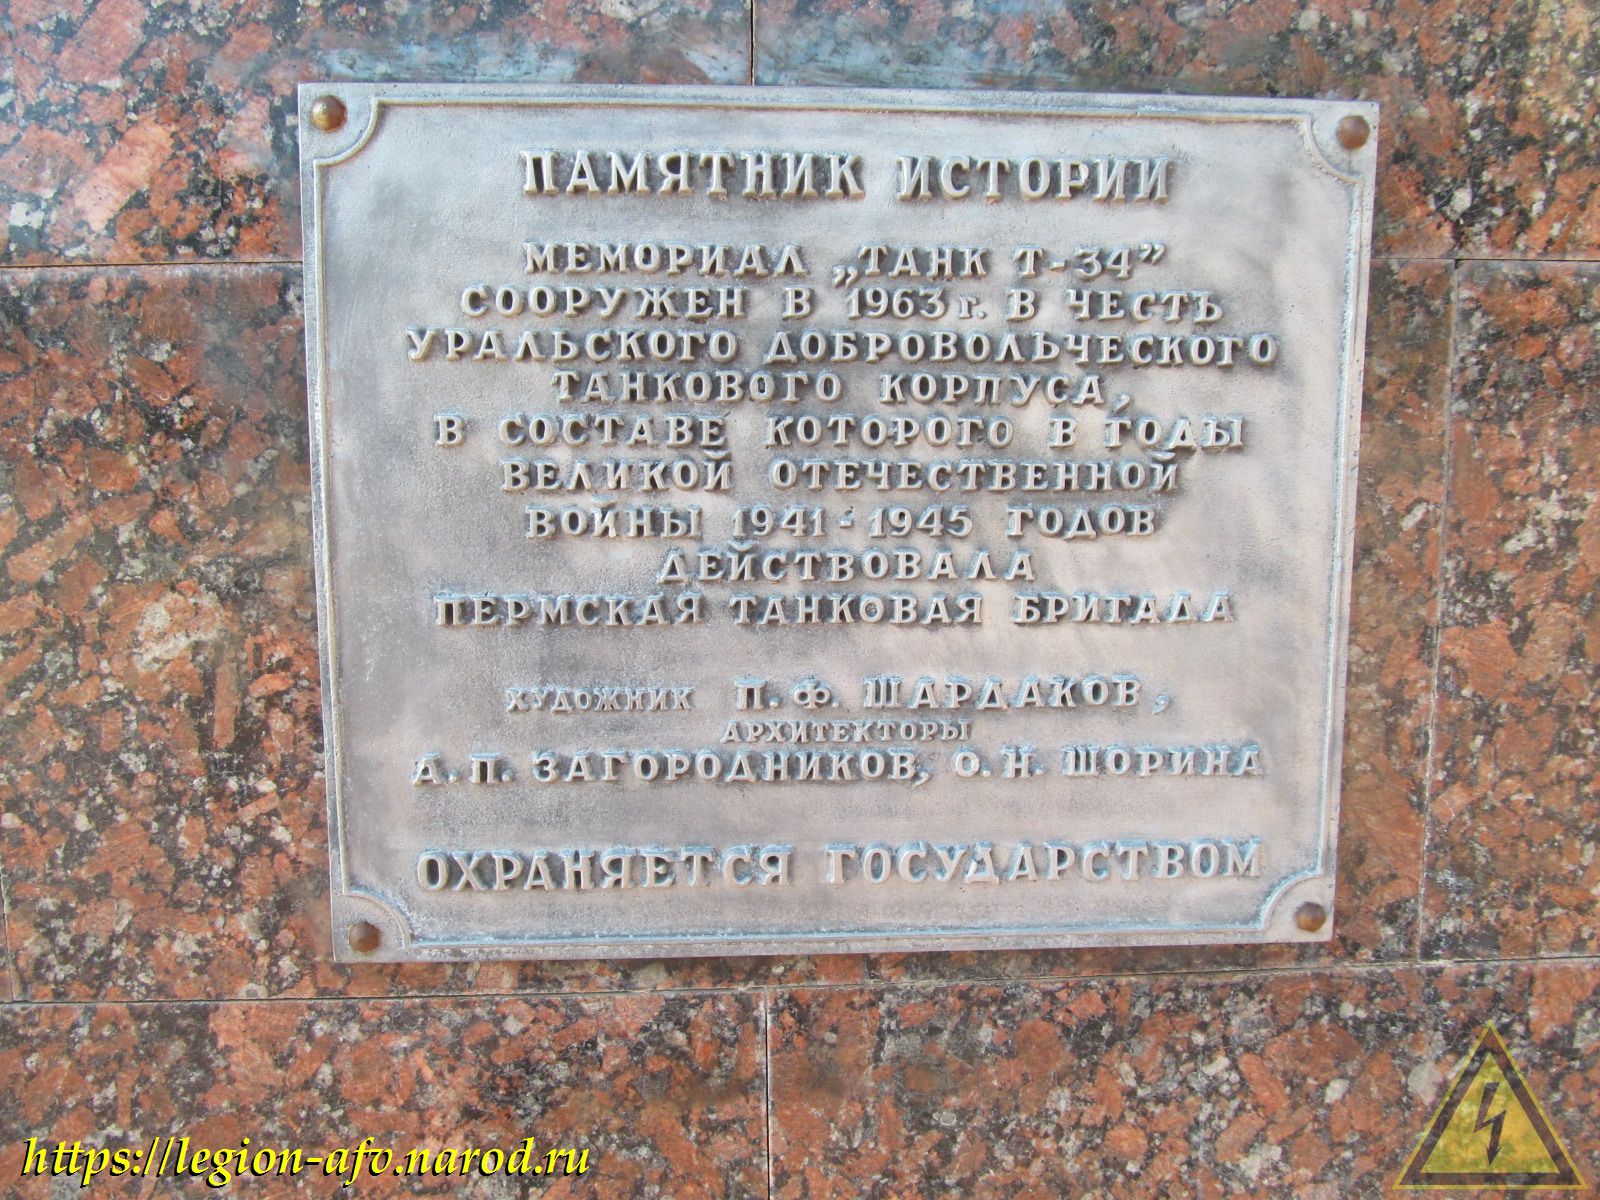 ПАМЯТНИК ИСТОРИИ
МЕМОРИАЛ „ТАНК Т-34”
СООРУЖЕН В 1963 г. В ЧЕСТЬ
УРАЛЬСКОГО ДОБРОВОЛЬЧЕСКОГО
ТАНКОВОГО КОРПУСА,
В СОСТАВЕ КОТОРОГО В ГОДЫ
ВЕЛИКОЙ ОТЕЧЕСТВЕННОЙ
ВОЙНЫ 1941-1945 ГОДОВ
ДЕЙСТВОВАЛА
ПЕРМСКАЯ ТАНКОВАЯ БРИГАДА
ХУДОЖНИК П.Ф. ШАРДАКОВ,
АРХИТЕКТОРЫ
А.П. ЗАГОРОДНИКОВ, О.Н. ШОРИНА
ОХРАНЯЕТСЯ ГОСУДАРСТВОМ
https://legion-afv.narod.ru